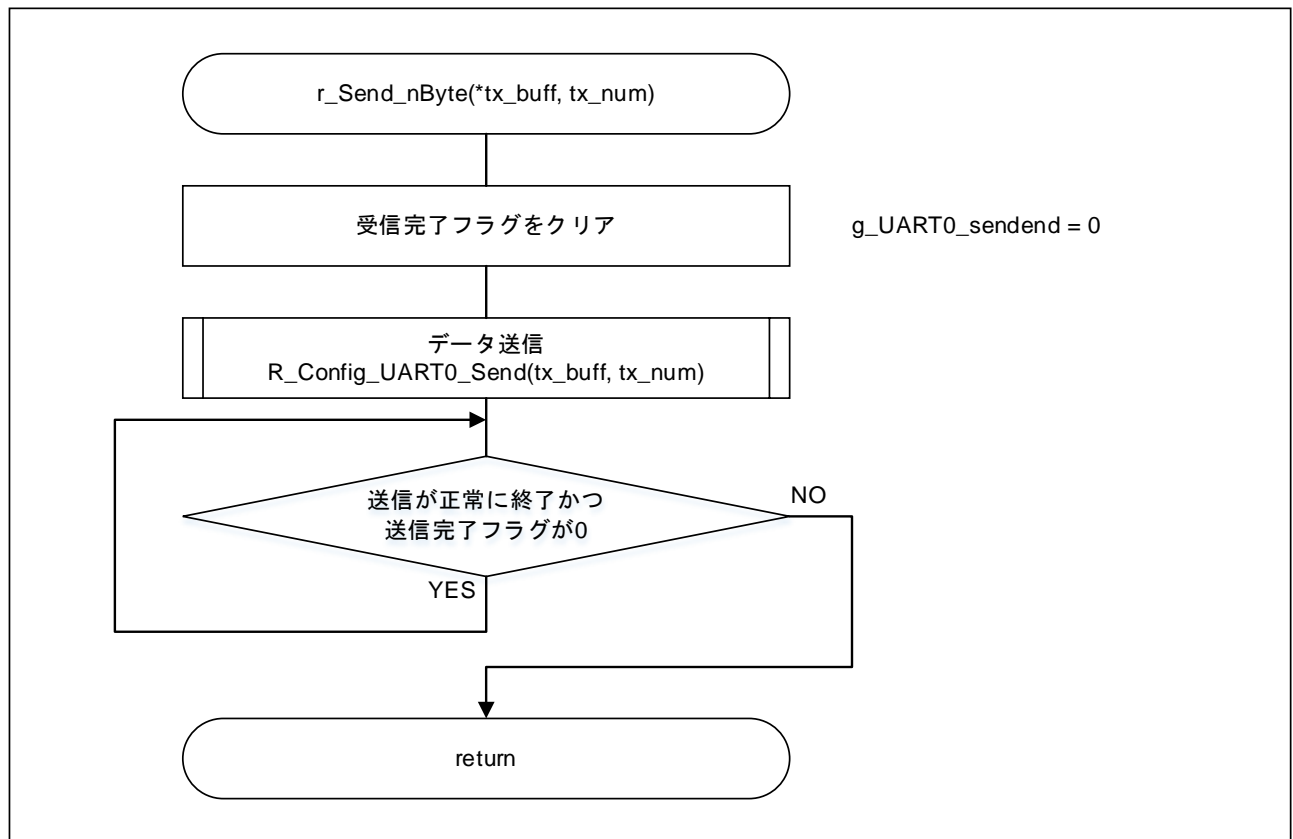 r_Send_nByte(*tx_buff, tx_num)
受信完了フラグをクリア
g_UART0_sendend = 0
データ送信
R_Config_UART0_Send(tx_buff, tx_num)
送信が正常に終了かつ
送信完了フラグが0
NO
YES
return